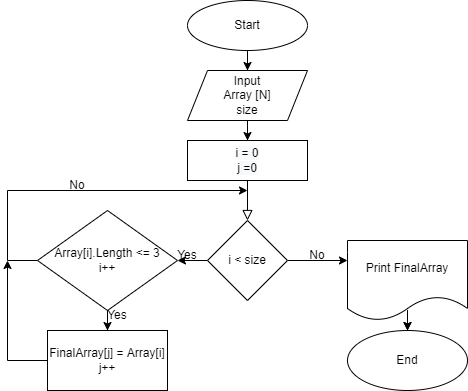 Start
Input
Array [N]
size
i = 0
j =0
No
Array[i].Length <= 3
i++
Yes
i < size
No
Print FinalArray
Yes
FinalArray[j] = Array[i]
j++
End